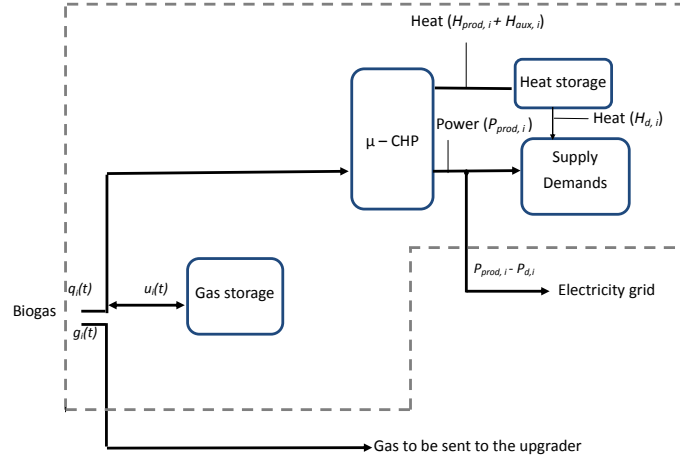 Heat (H_prod, i + H_aux, i)
Heat storage
Power (P_prod, i)
Heat (H_d, i)
μ – CHP
Supply
Demands
P_prod, i - P_d,i
q_i(t)
u_i(t)
Gas storage
Electricity grid
Biogas
g_i(t)
Gas to be sent to the upgrader